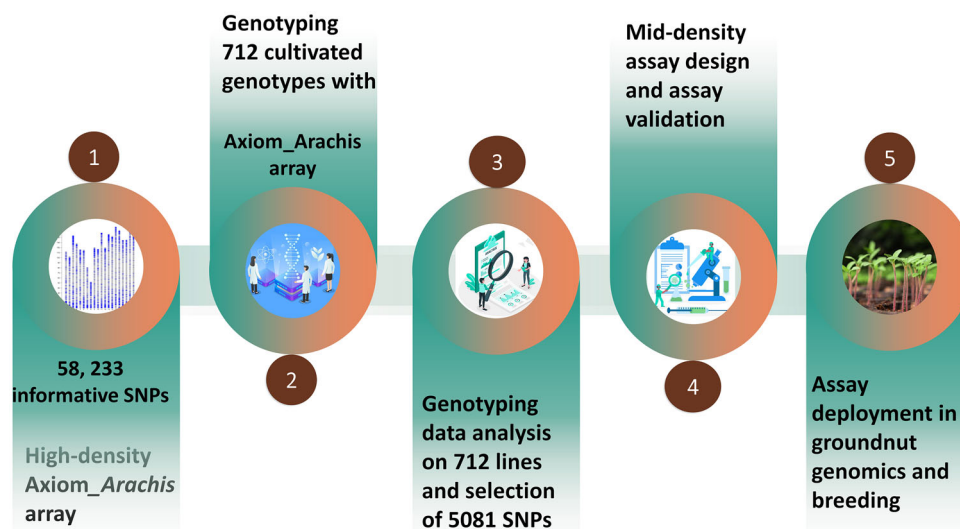 1
58, 233
informative SNPs
High-density
Axiom_Arachis
array
Genotyping
712 cultivated
genotypes with
Axiom_Arachis
array
2
3
Genotyping
data analysis
on 712 lines
and selection
of 5081 SNPs
Mid-density
assay design
and assay
validation
4
5
Assay
deployment in
groundnut
genomics and
breeding